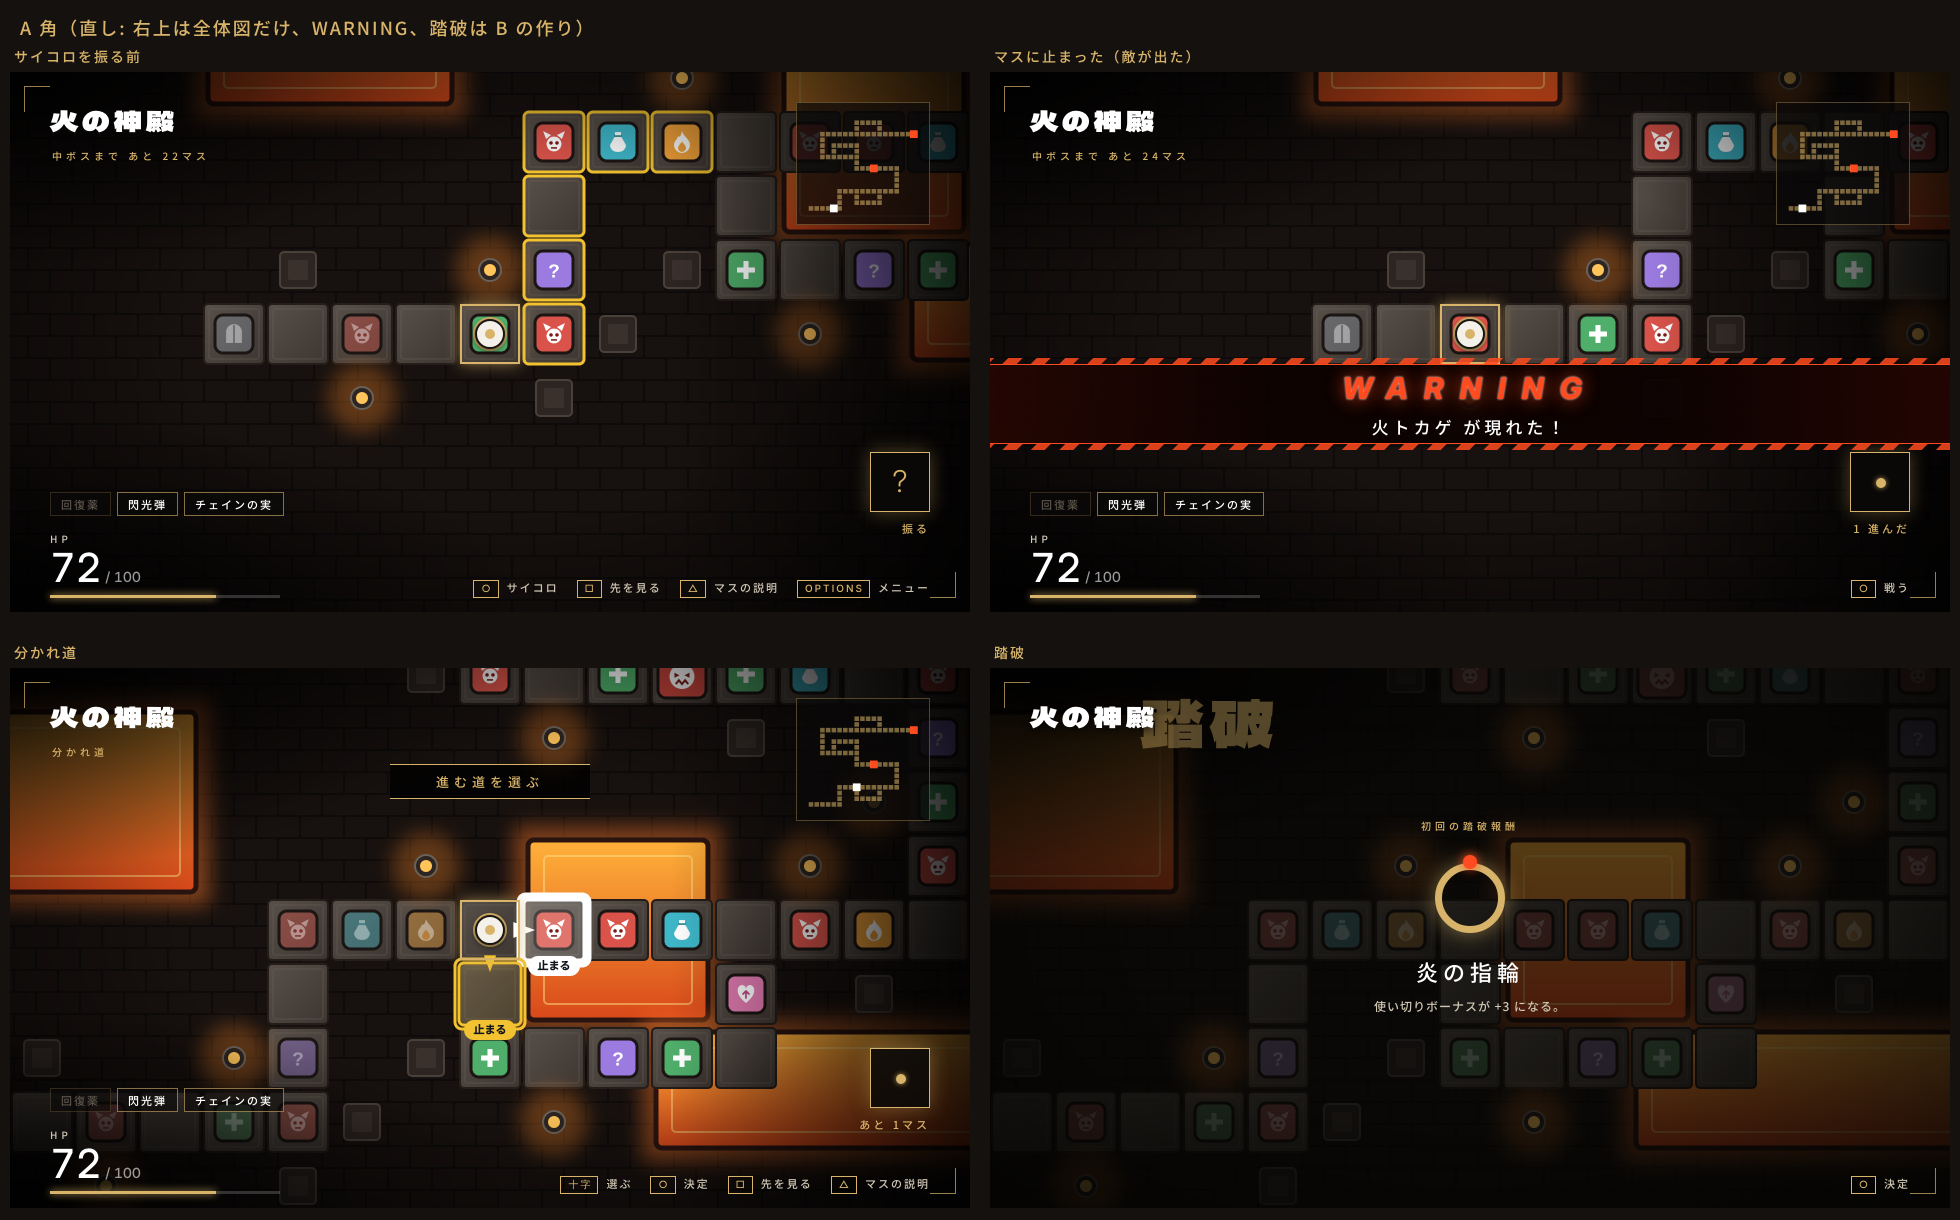 A 角（直し: 右上は全体図だけ、WARNING、踏破は B の作り）
サイコロを振る前
火の神殿
中ボスまで あと 22マス
?
?
?
振る
回復薬 閃光弾 チェインの実
HP
72 / 100
サイコロ 先を見る マスの説明 OPTIONS メニュー
マスに止まった（敵が出た）
火の神殿
中ボスまで あと 24マス
?
WARNING
火トカゲ が現れた！
回復薬 閃光弾 チェインの実
1 進んだ
HP
72 / 100
戦う
分かれ道
火の神殿
分かれ道
進む道を選ぶ
?
止まる
止まる
?
?
回復薬 閃光弾 チェインの実
あと 1マス
HP
72 / 100
十字 選ぶ 決定 先を見る マスの説明
踏破
火の神殿
踏破
?
初回の踏破報酬
炎の指輪
使い切りボーナスが +3 になる。
?
?
決定